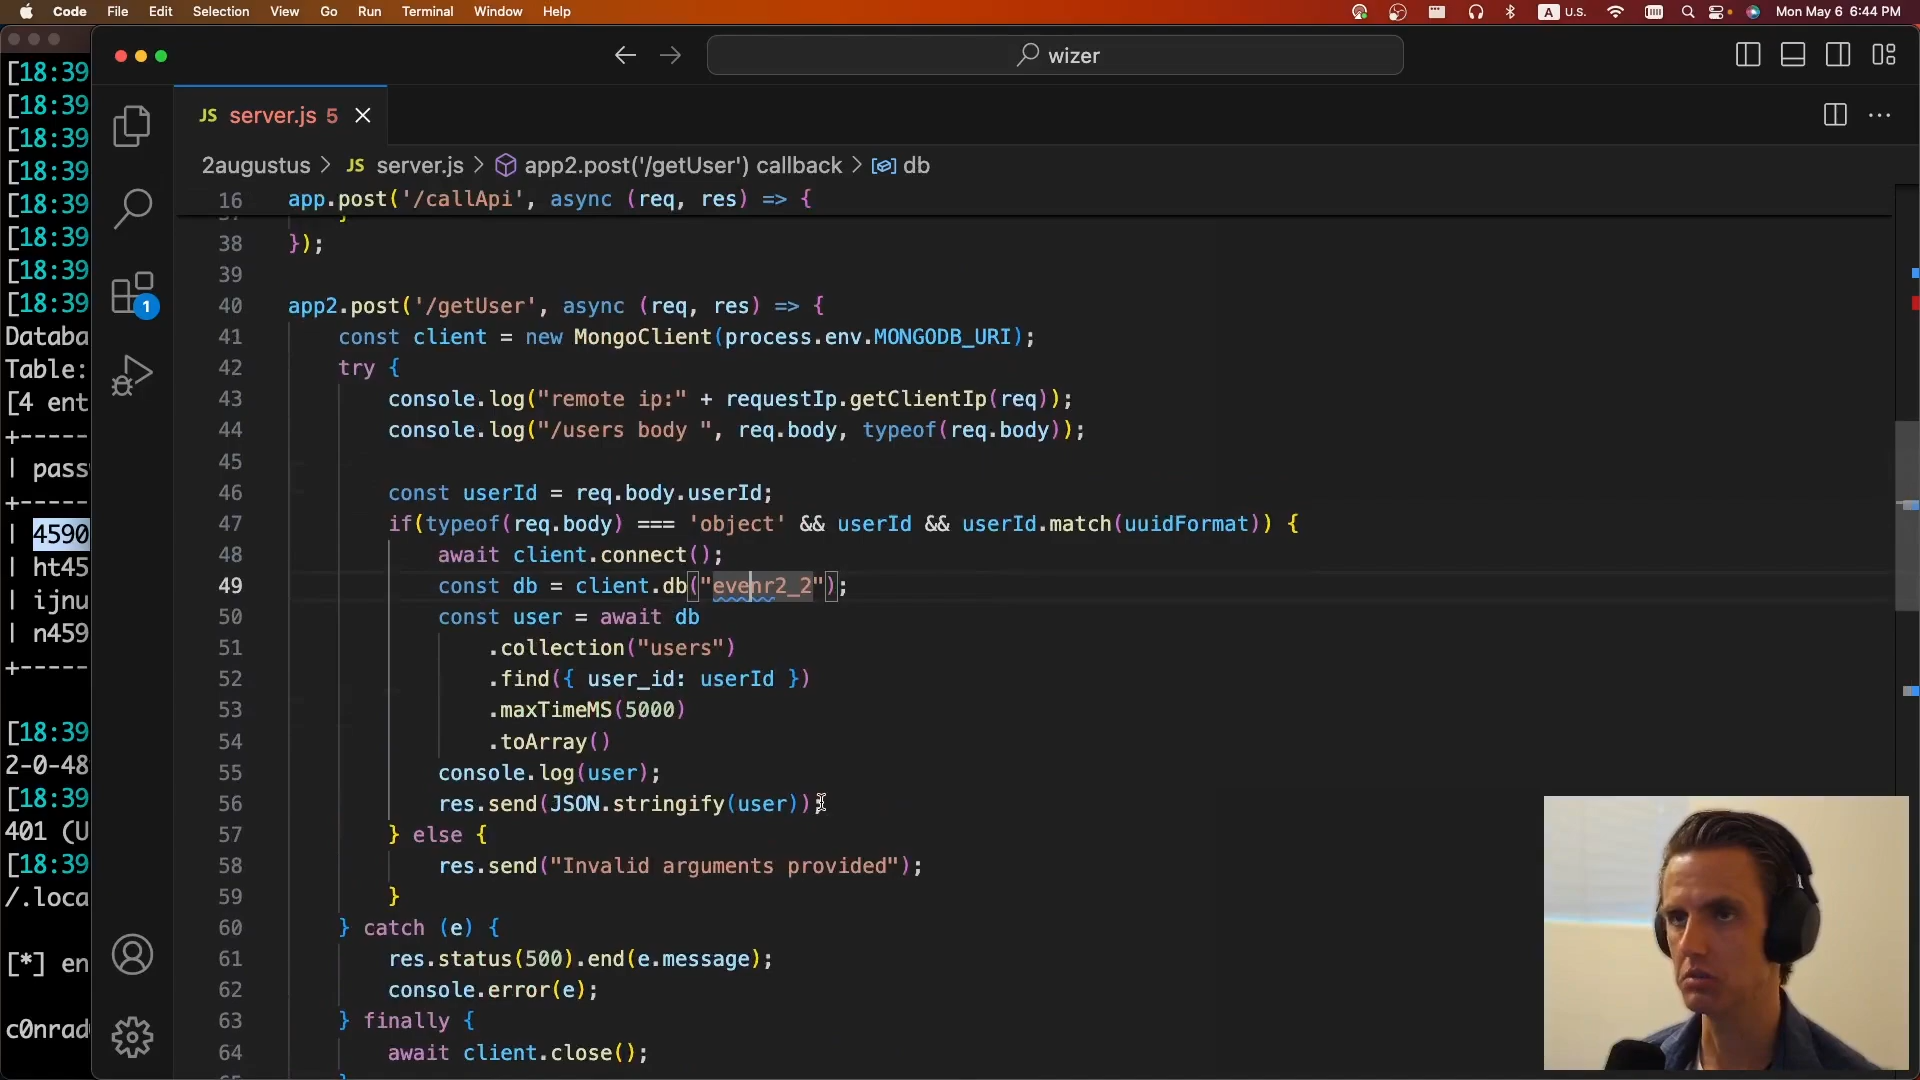 Code File Edit Selection View Go Run Terminal Window Help A U.S. Mon May 6 6:44 PM
wizer
JS server.js 5
2augustus > JS server.js > app2.post('/getUser') callback > db
16 app.post('/callApi', async (req, res) => {
37 }
38 });
39
40 app2.post('/getUser', async (req, res) => {
41 const client = new MongoClient(process.env.MONGODB_URI);
42 try {
43 console.log("remote ip:" + requestIp.getClientIp(req));
44 console.log("/users body ", req.body, typeof(req.body));
45
46 const userId = req.body.userId;
47 if(typeof(req.body) === 'object' && userId && userId.match(uuidFormat)) {
48 await client.connect();
49 const db = client.db("evenr2_2");
50 const user = await db
51 .collection("users")
52 .find({ user_id: userId })
53 .maxTimeMS(5000)
54 .toArray()
55 console.log(user);
56 res.send(JSON.stringify(user));
57 } else {
58 res.send("Invalid arguments provided");
59 }
60 } catch (e) {
61 res.status(500).end(e.message);
62 console.error(e);
63 } finally {
64 await client.close();
1
[18:39
[18:39
[18:39
[18:39
[18:39
[18:39
[18:39
[18:39
Databa
Table:
[4 ent
+-----
| pass
+-----
| 4590
| ht45
| ijnu
| n459
+-----
[18:39
2-0-48
[18:39
401 (U
[18:39
/.loca
[*] en
c0nrad